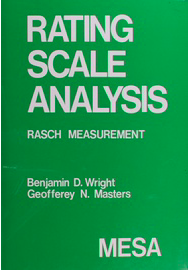 RATING
SCALE
ANALYSIS
RASCH MEASUREMENT
Benjamin D. Wright
Geofferey N. Masters
MESA